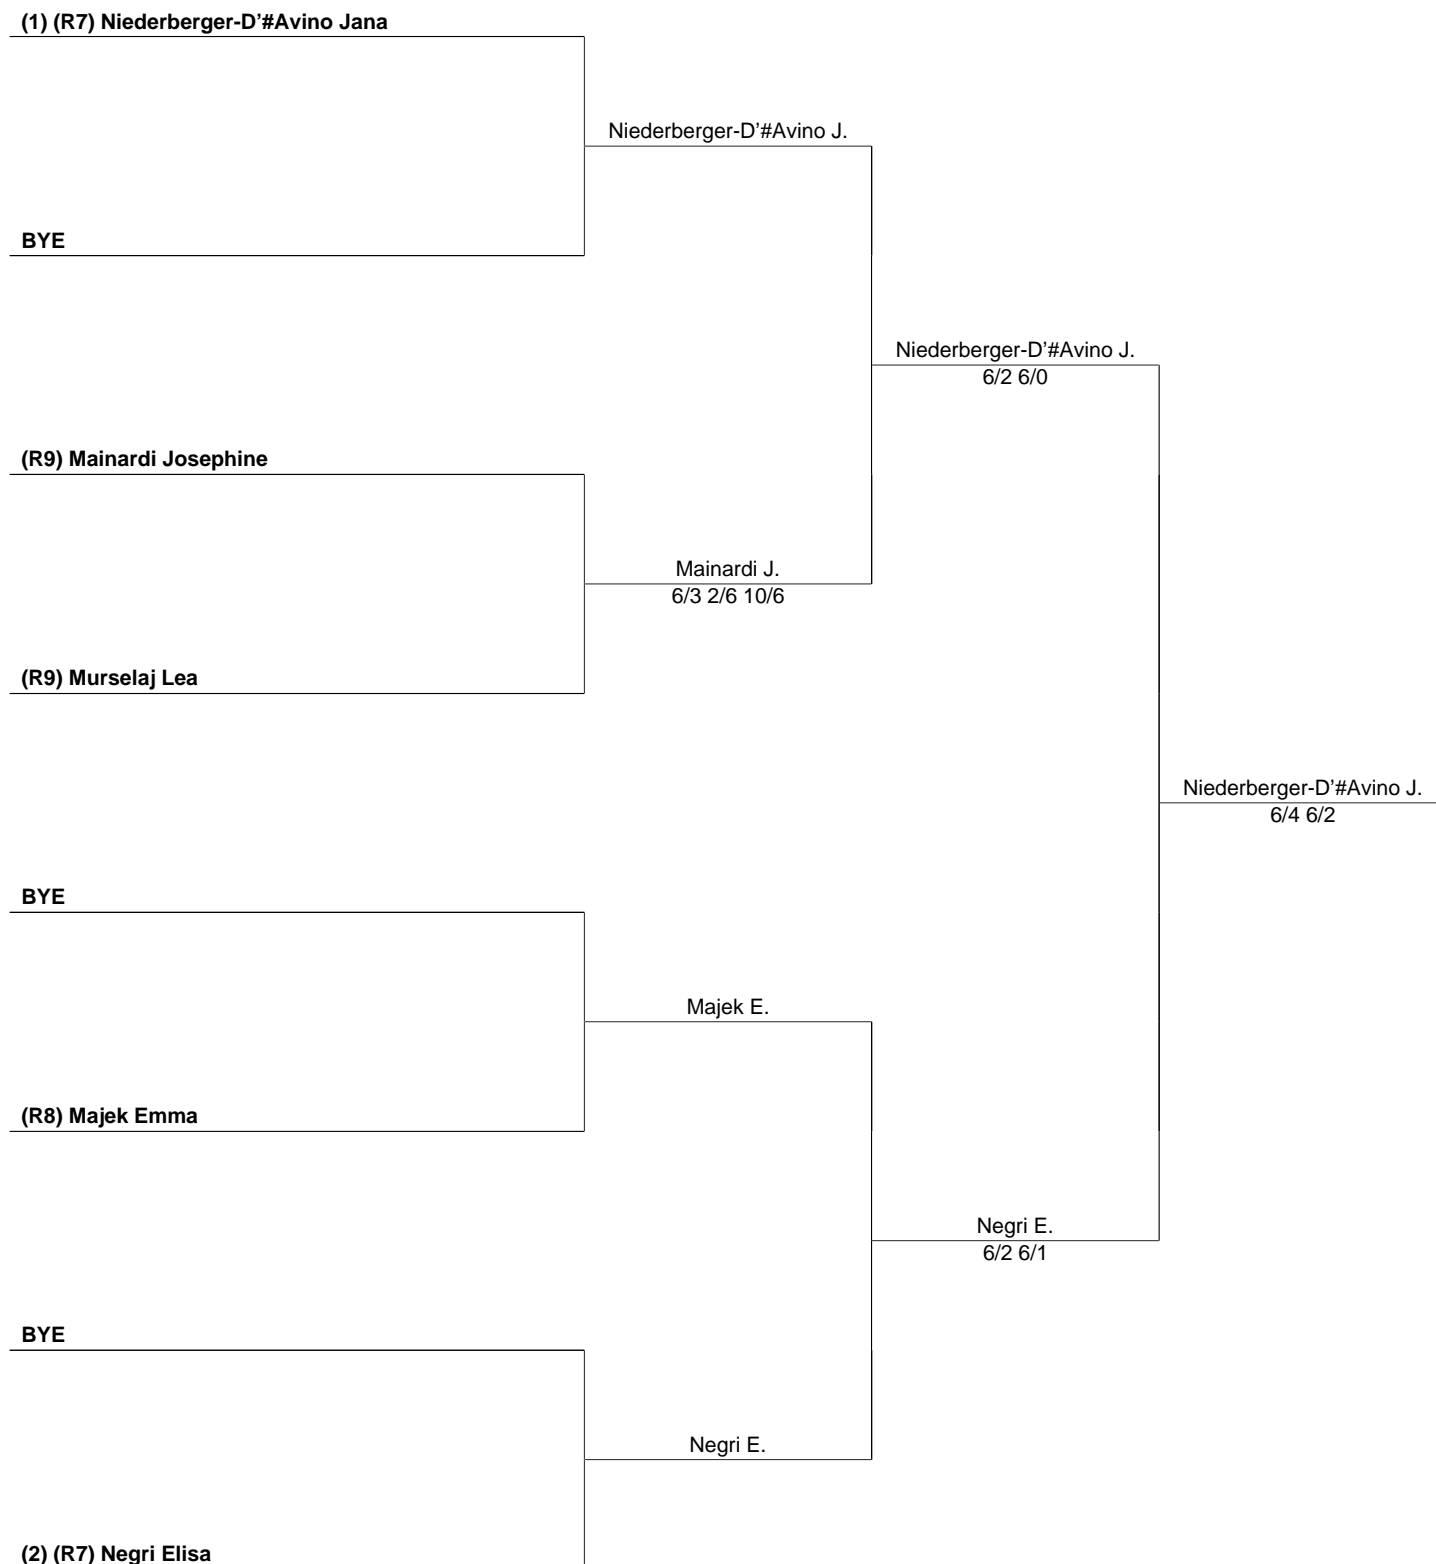 (1) (R7) Niederberger-D'#Avino Jana
Niederberger-D'#Avino J.
BYE
Niederberger-D'#Avino J.
6/2 6/0
(R9) Mainardi Josephine
Mainardi J.
6/3 2/6 10/6
(R9) Murselaj Lea
Niederberger-D'#Avino J.
6/4 6/2
BYE
Majek E.
(R8) Majek Emma
Negri E.
6/2 6/1
BYE
Negri E.
(2) (R7) Negri Elisa